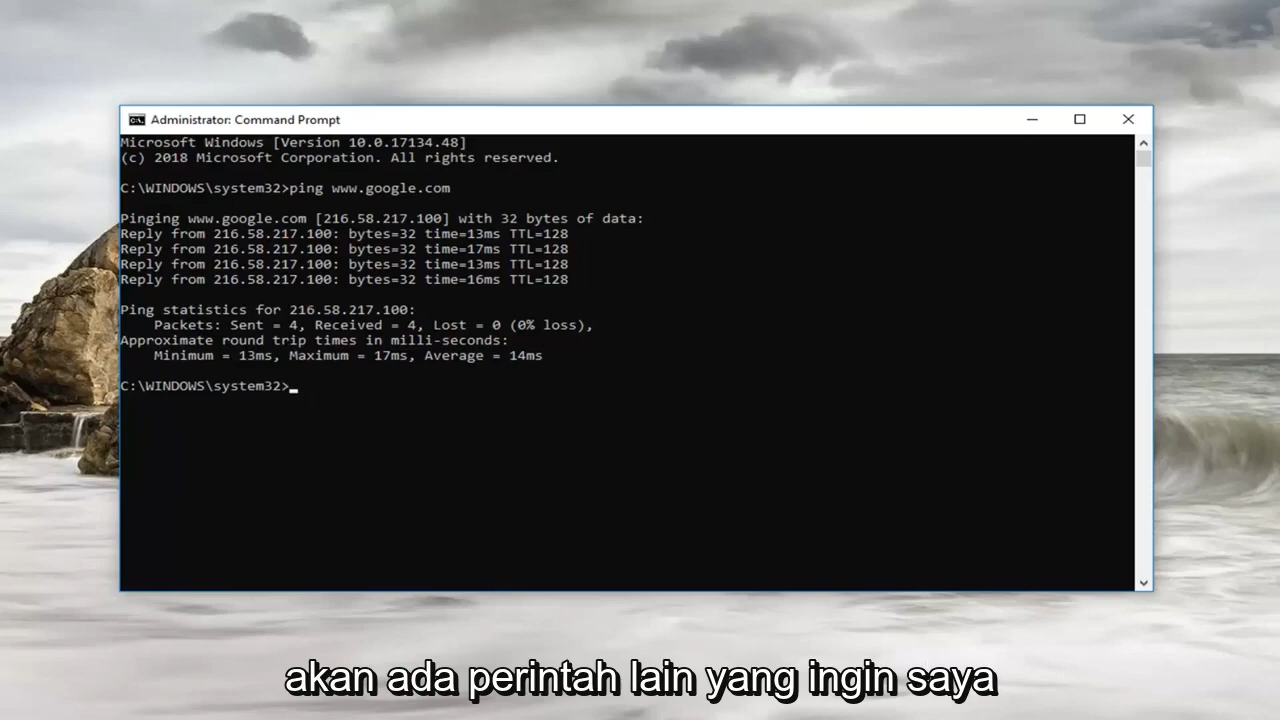 Administrator: Command Prompt
Microsoft Windows [Version 10.0.17134.48]
(c) 2018 Microsoft Corporation. All rights reserved.
C:\WINDOWS\system32>ping www.google.com
Pinging www.google.com [216.58.217.100] with 32 bytes of data:
Reply from 216.58.217.100: bytes=32 time=13ms TTL=128
Reply from 216.58.217.100: bytes=32 time=17ms TTL=128
Reply from 216.58.217.100: bytes=32 time=13ms TTL=128
Reply from 216.58.217.100: bytes=32 time=16ms TTL=128
Ping statistics for 216.58.217.100:
    Packets: Sent = 4, Received = 4, Lost = 0 (0% loss),
Approximate round trip times in milli-seconds:
    Minimum = 13ms, Maximum = 17ms, Average = 14ms
C:\WINDOWS\system32>
akan ada perintah lain yang ingin saya